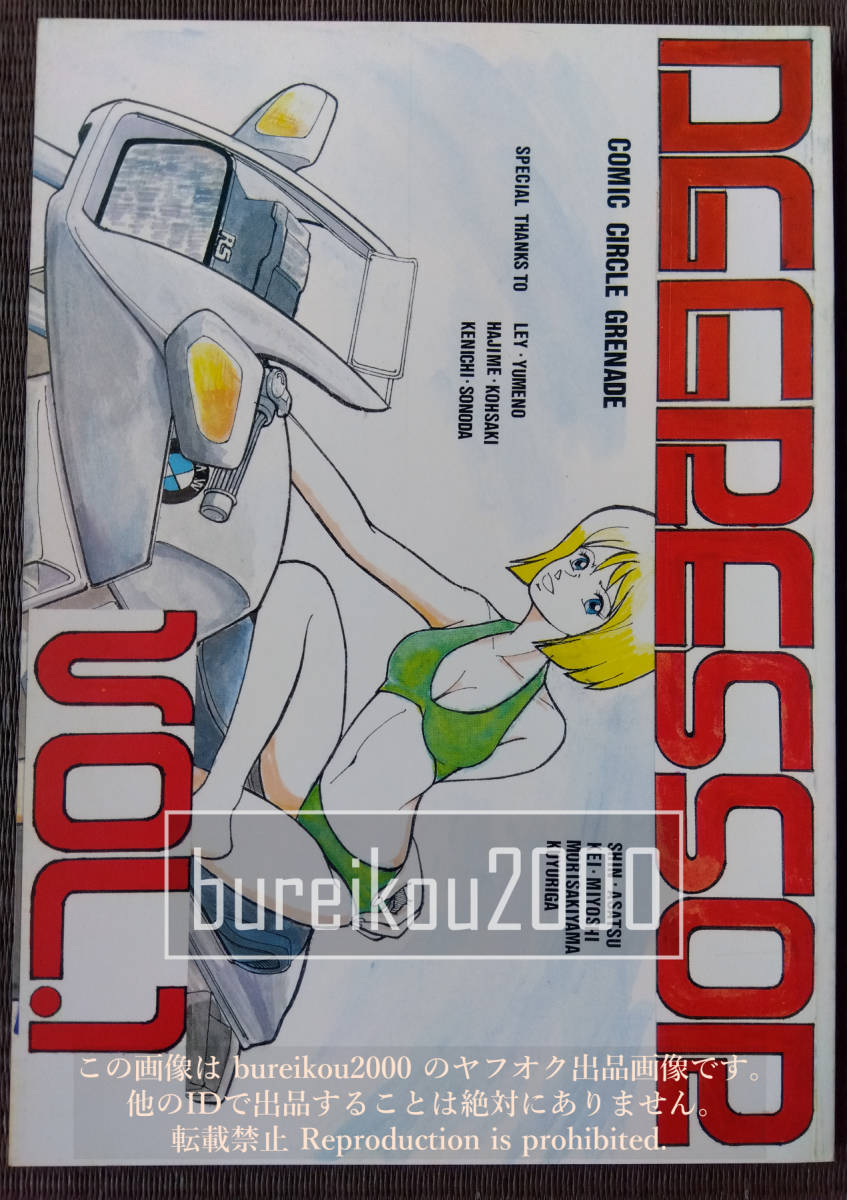 DEPRESSOR
COMIC CIRCLE GRENADE
SPECIAL THANKS TO LEY·YUMENO
HAJIME·KOHSAKI
KENICHI·SONODA
SHIN·ASATSU
KEI·MIYOSHI
MORISAKIYAMA
KOYURIGA
RS
BMW
VOL.1
bureikou2000
この画像は bureikou2000 のヤフオク出品画像です。
他のIDで出品することは絶対にありません。
転載禁止 Reproduction is prohibited.